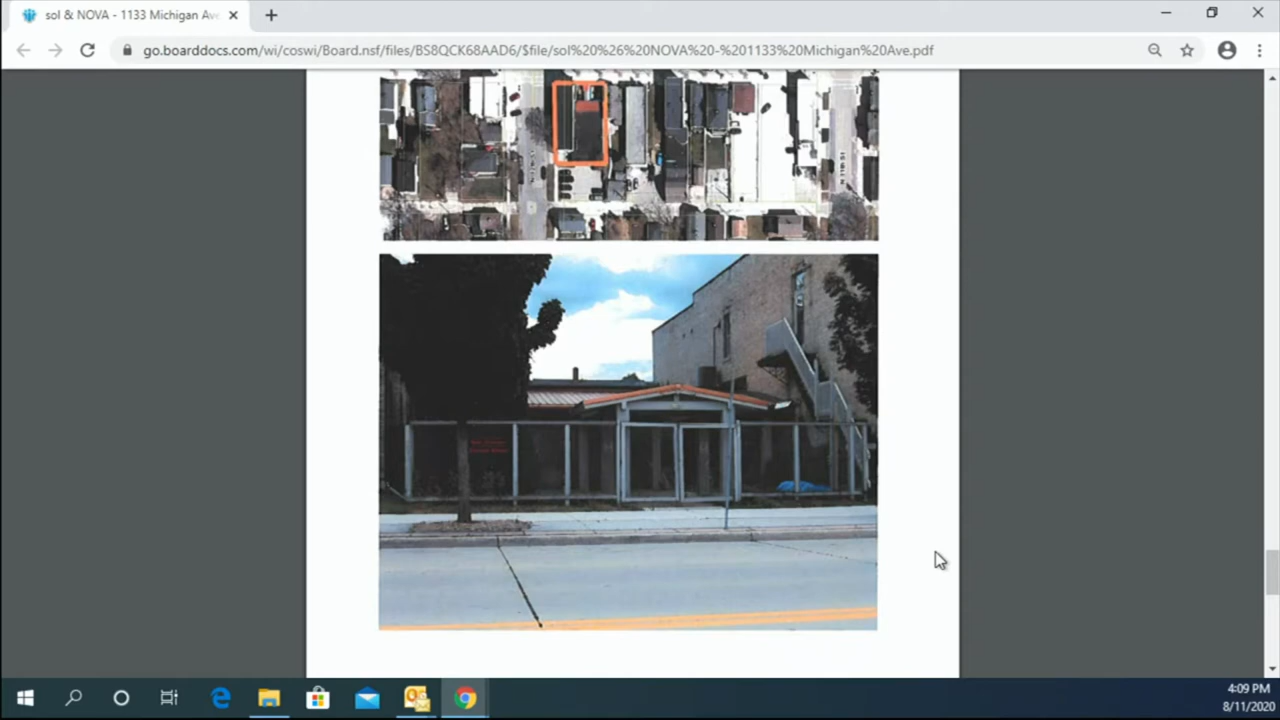 sol & NOVA - 1133 Michigan Ave.
go.boarddocs.com/wi/coswi/Board.nsf/files/BS8QCK68AAD6/$file/sol%20%26%20NOVA%20-%201133%20Michigan%20Ave.pdf
4:09 PM
8/11/2020